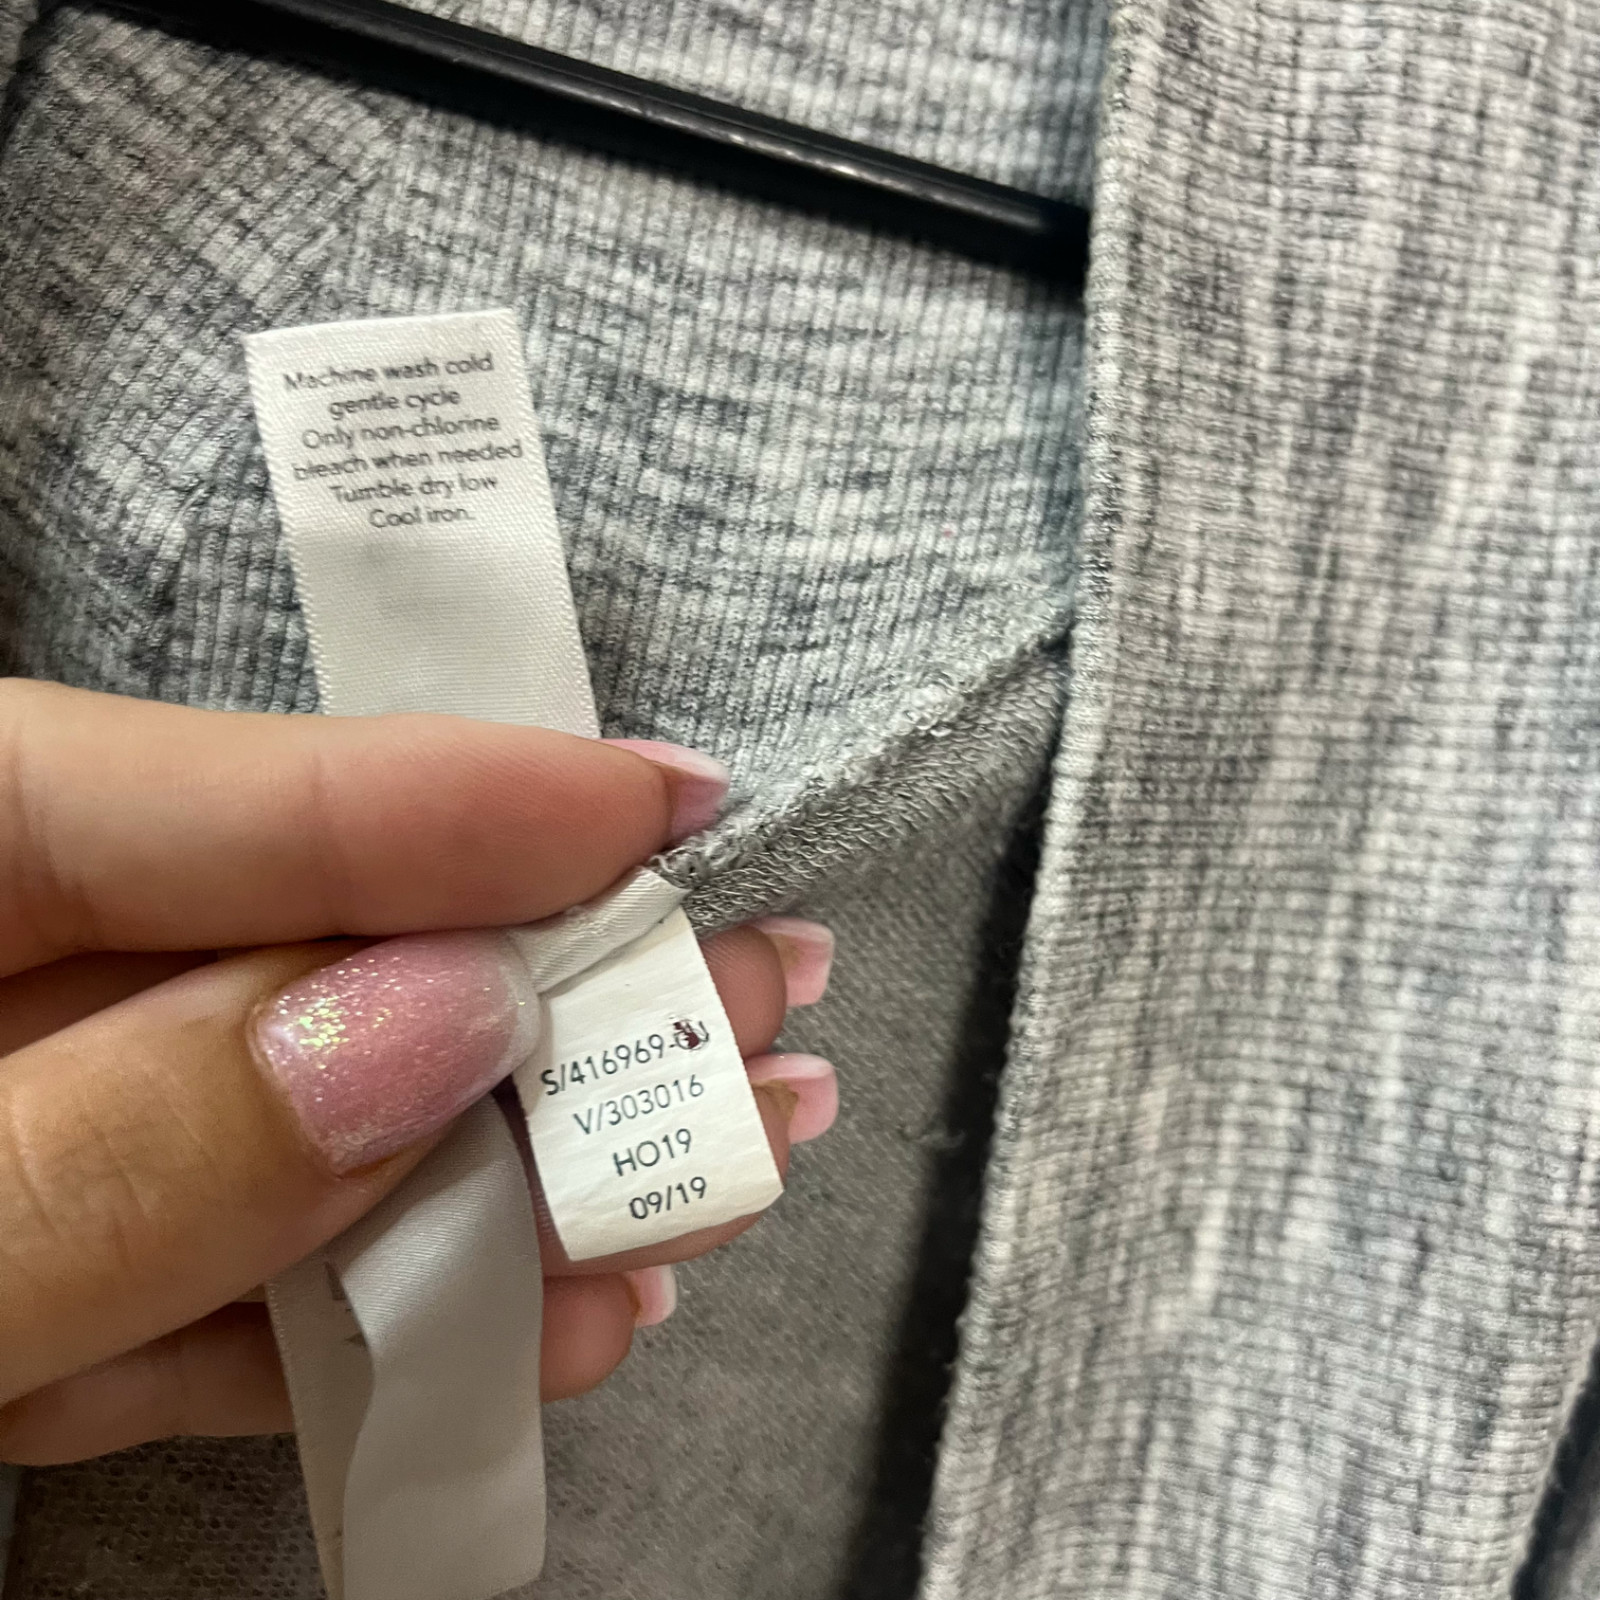 Machine wash cold
gentle cycle
Only non-chlorine
bleach when needed
Tumble dry low
Cool iron.
S/416969-
V/303016
HO19
09/19